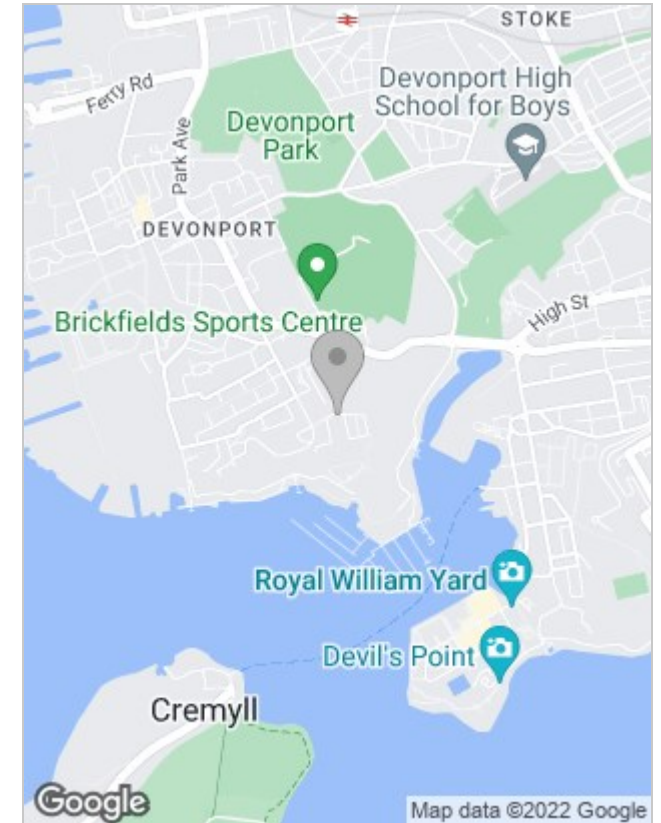 STOKE
Ferry Rd
Devonport High
School for Boys
Devonport
Park
Park Ave
DEVONPORT
Brickfields Sports Centre
High St
Royal William Yard
Devil's Point
Cremyll
Google
Map data ©2022 Google